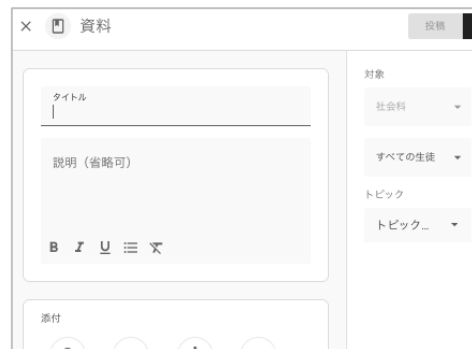 資料
投稿
タイトル
説明（省略可）
B I U
添付
対象
社会科
すべての生徒
トピック
トピック...